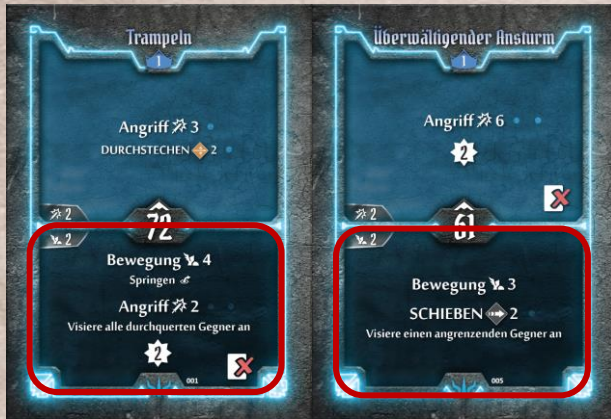 Trampeln
1
Angriff 3
DURCHSTECHEN 2
2
2
72
Bewegung 4
Springen
Angriff 2
Visiere alle durchquerten Gegner an
2
001
Überwältigender Ansturm
1
Angriff 6
2
2
2
61
Bewegung 3
SCHIEBEN 2
Visiere einen angrenzenden Gegner an
005